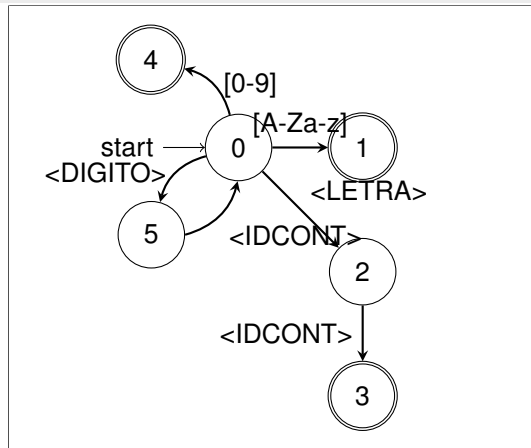 4
[0-9]
[A-Za-z]
start
0
1
<DIGITO>
<LETRA>
5
<IDCONT>
2
<IDCONT>
3